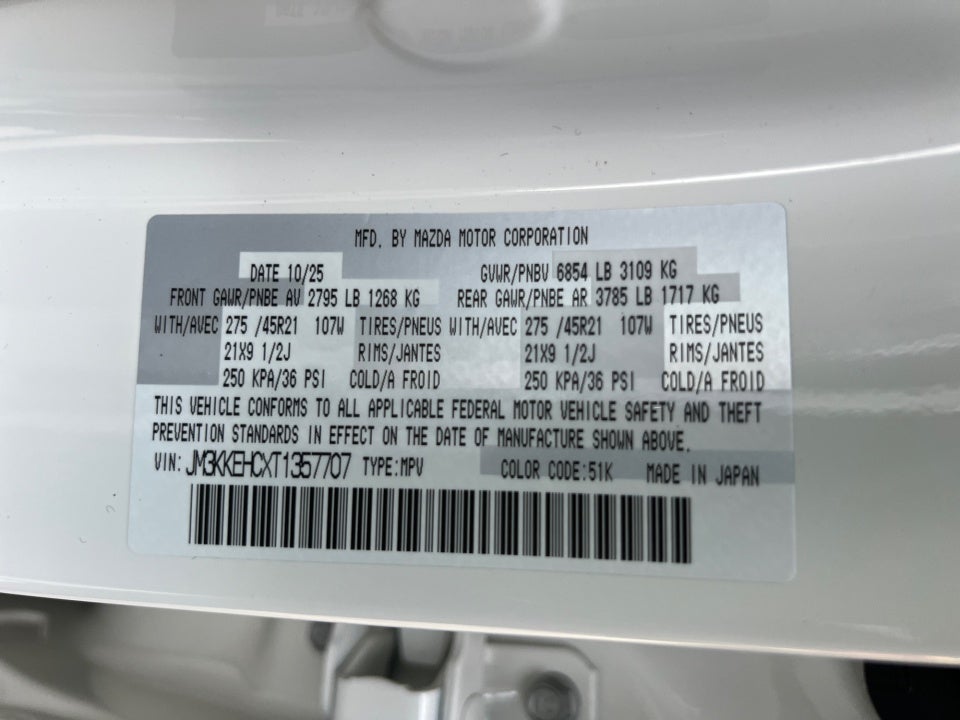 MFD. BY MAZDA MOTOR CORPORATION
DATE 10/25 GVWR/PNBV 6854 LB 3109 KG
FRONT GAWR/PNBE AV 2795 LB 1268 KG REAR GAWR/PNBE AR 3785 LB 1717 KG
WITH/AVEC 275 /45R21 107W TIRES/PNEUS WITH/AVEC 275 /45R21 107W TIRES/PNEUS
21X9 1/2J RIMS/JANTES 21X9 1/2J RIMS/JANTES
250 KPA/36 PSI COLD/A FROID 250 KPA/36 PSI COLD/A FROID
THIS VEHICLE CONFORMS TO ALL APPLICABLE FEDERAL MOTOR VEHICLE SAFETY AND THEFT
PREVENTION STANDARDS IN EFFECT ON THE DATE OF MANUFACTURE SHOWN ABOVE.
VIN: JM3KKEHCXT1357707 TYPE:MPV COLOR CODE:51K MADE IN JAPAN